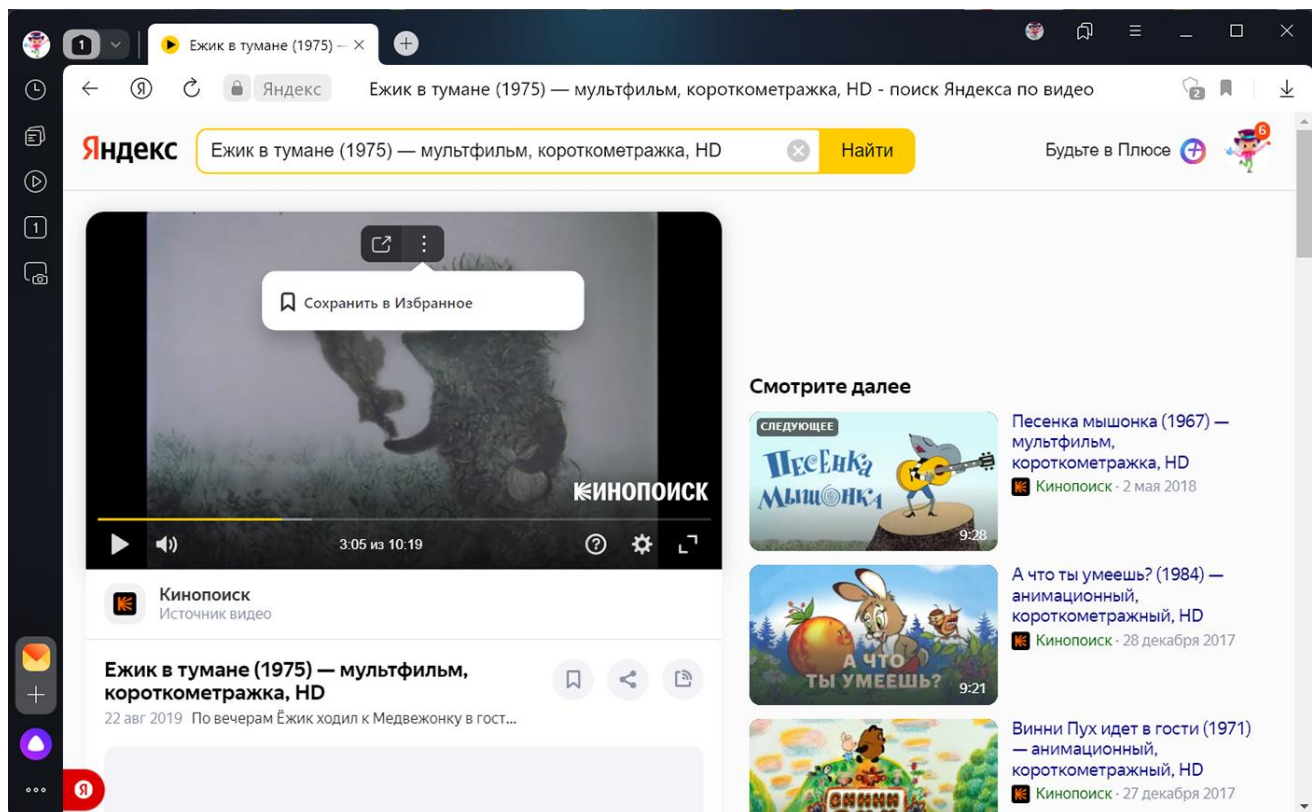 1
Ежик в тумане (1975) —
Яндекс
Ежик в тумане (1975) — мультфильм, короткометражка, HD - поиск Яндекса по видео
2
1
Яндекс
Ежик в тумане (1975) — мультфильм, короткометражка, HD
Найти
Будьте в Плюсе
6
Сохранить в Избранное
КИНОПОИСК
3:05 из 10:19
Кинопоиск
Источник видео
Ежик в тумане (1975) — мультфильм,
короткометражка, HD
22 авг 2019 По вечерам Ёжик ходил к Медвежонку в гост...
Смотрите далее
СЛЕДУЮЩЕЕ
ПЕСЕНКА
МЫШОНКА
9:28
Песенка мышонка (1967) —
мультфильм,
короткометражка, HD
Кинопоиск · 2 мая 2018
А ЧТО
ТЫ УМЕЕШЬ?
9:21
А что ты умеешь? (1984) —
анимационный,
короткометражный, HD
Кинопоиск · 28 декабря 2017
ВИННИ
Винни Пух идет в гости (1971)
— анимационный,
короткометражный, HD
Кинопоиск · 27 декабря 2017
Я